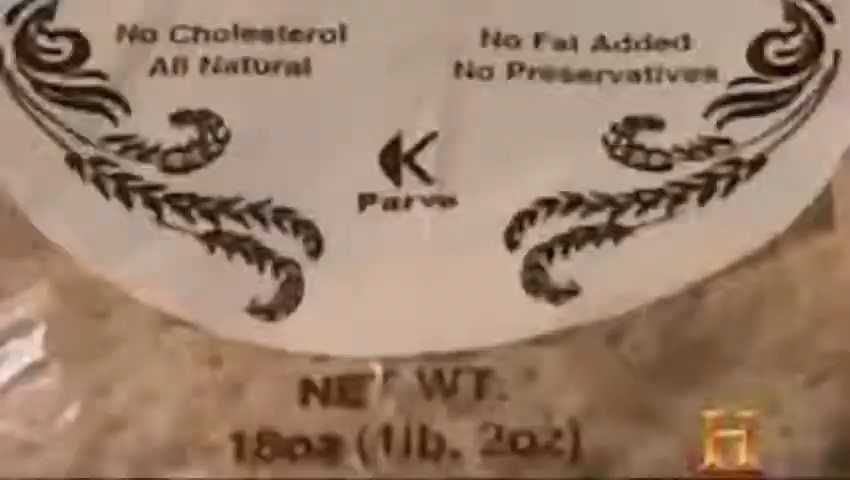 No Cholesterol
All Natural
No Fat Added
No Preservatives
K
Parve
NET WT.
18oz (1lb. 2oz)
H